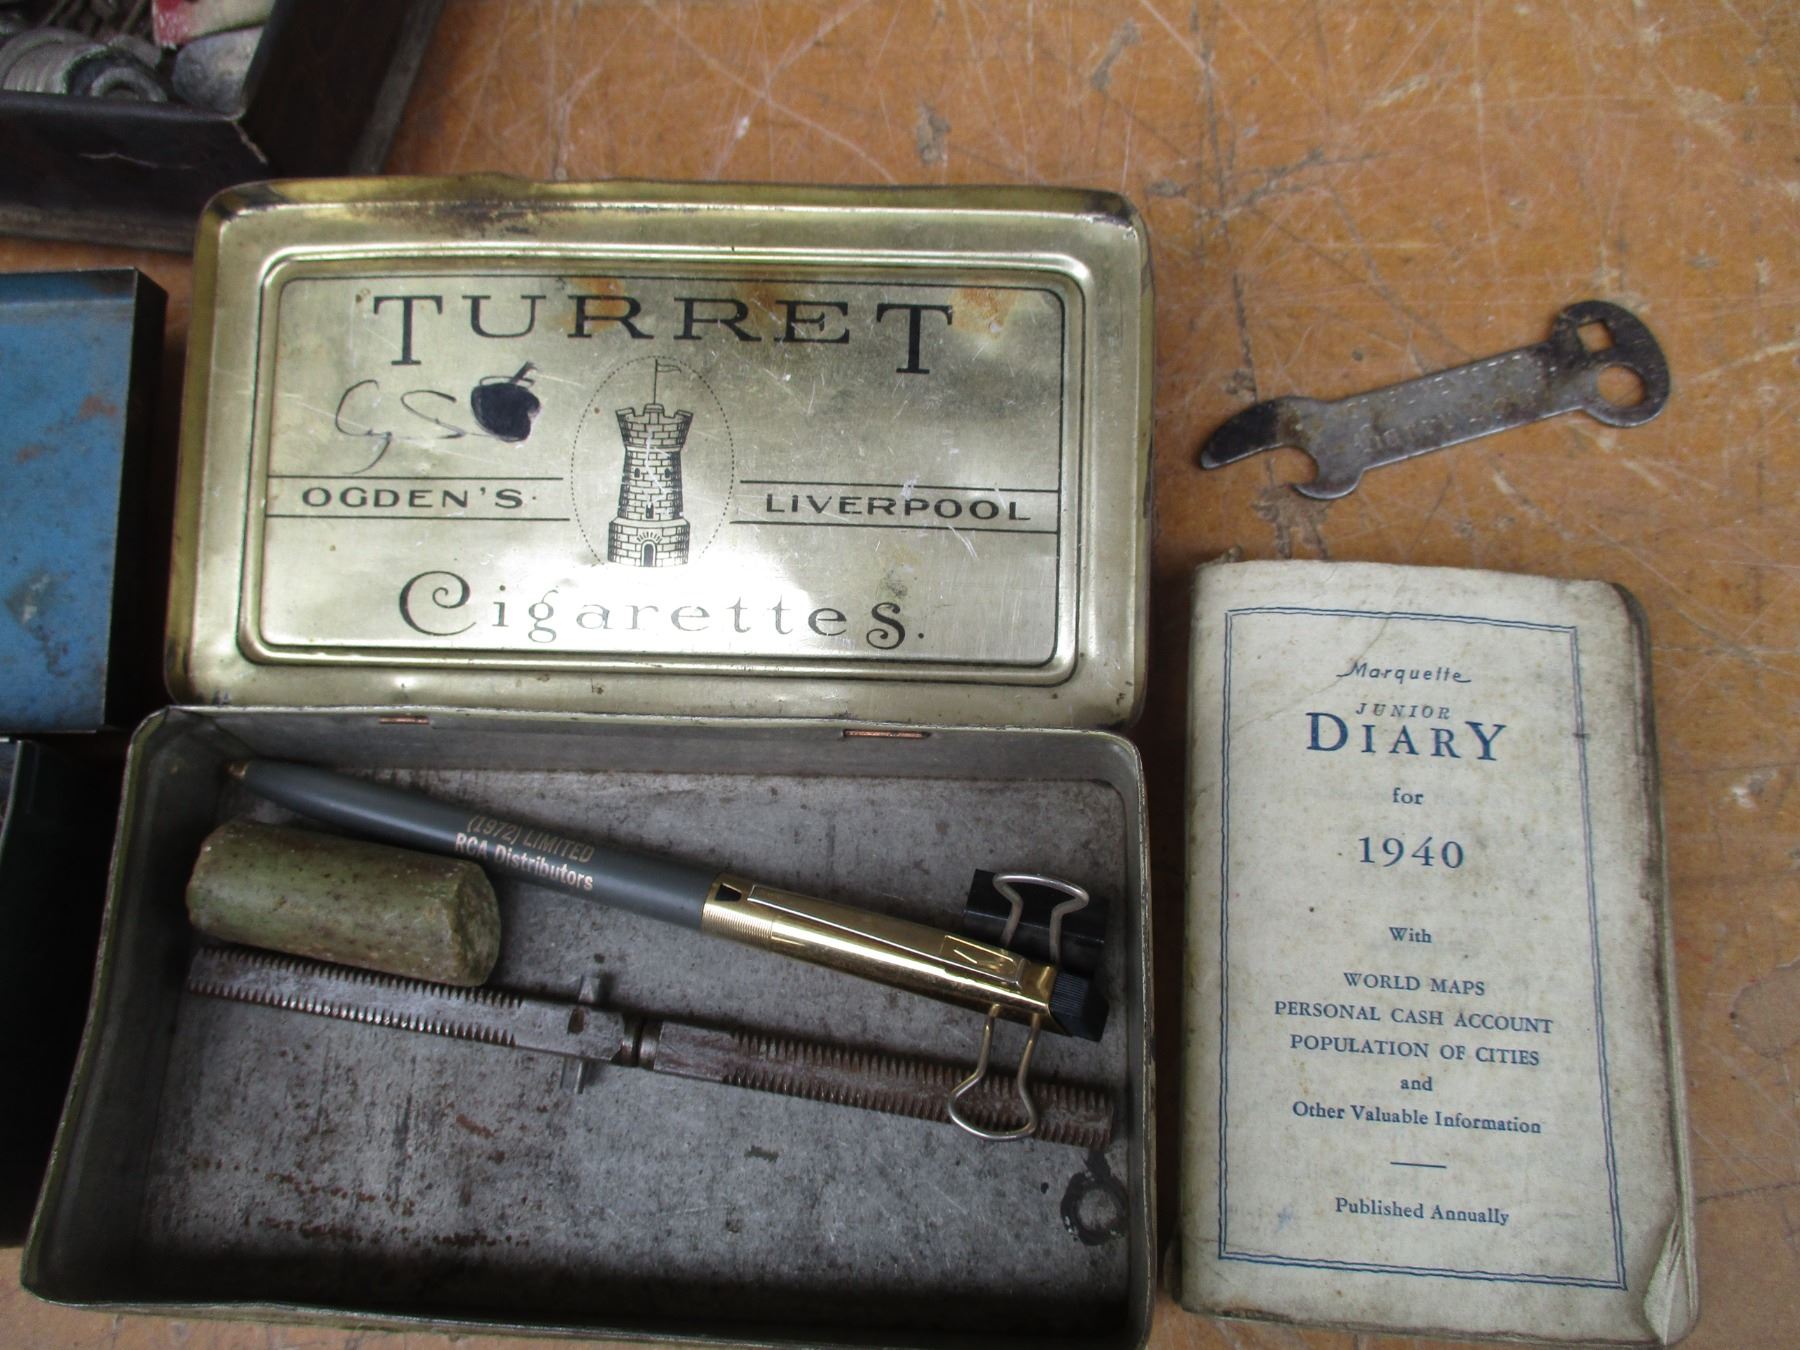 TURRET
OGDEN'S · LIVERPOOL
Cigarettes.
(1972) LIMITED
RCA Distributors
Marquette
JUNIOR
DIARY
for
1940
With
WORLD MAPS
PERSONAL CASH ACCOUNT
POPULATION OF CITIES
and
Other Valuable Information
Published Annually